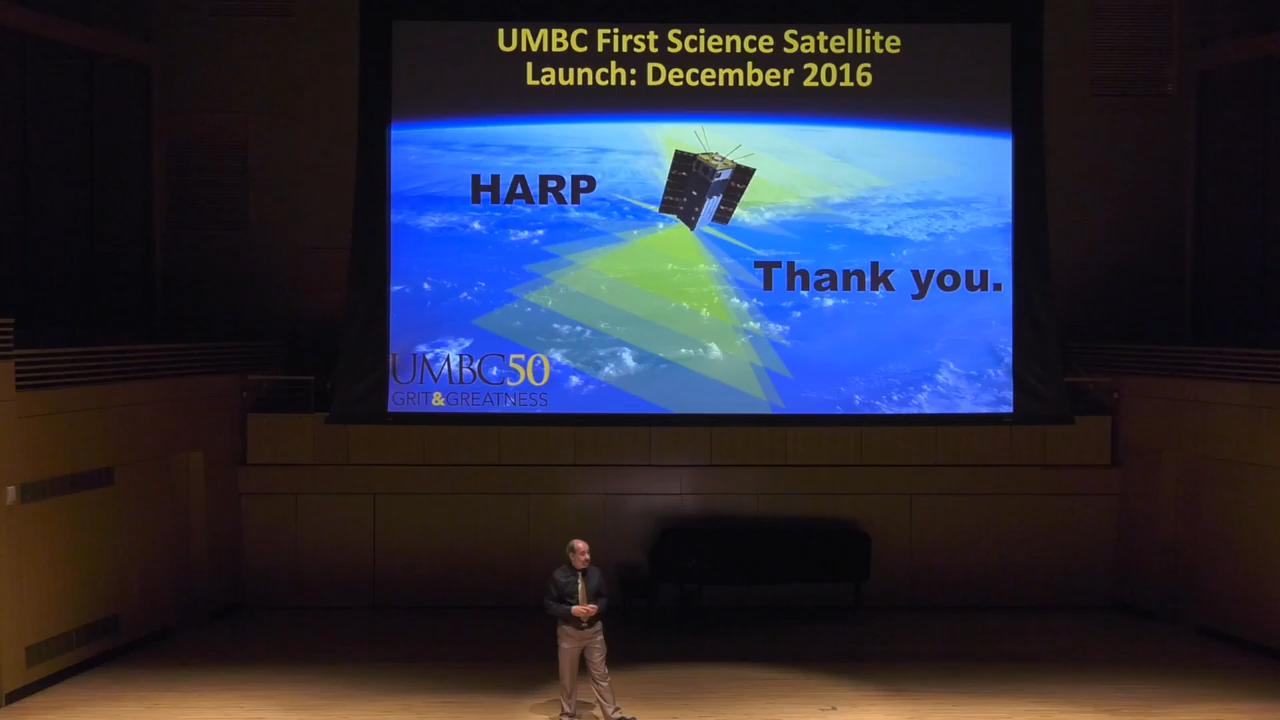 UMBC First Science Satellite
Launch: December 2016
HARP
Thank you.
UMBC50
GRIT&GREATNESS